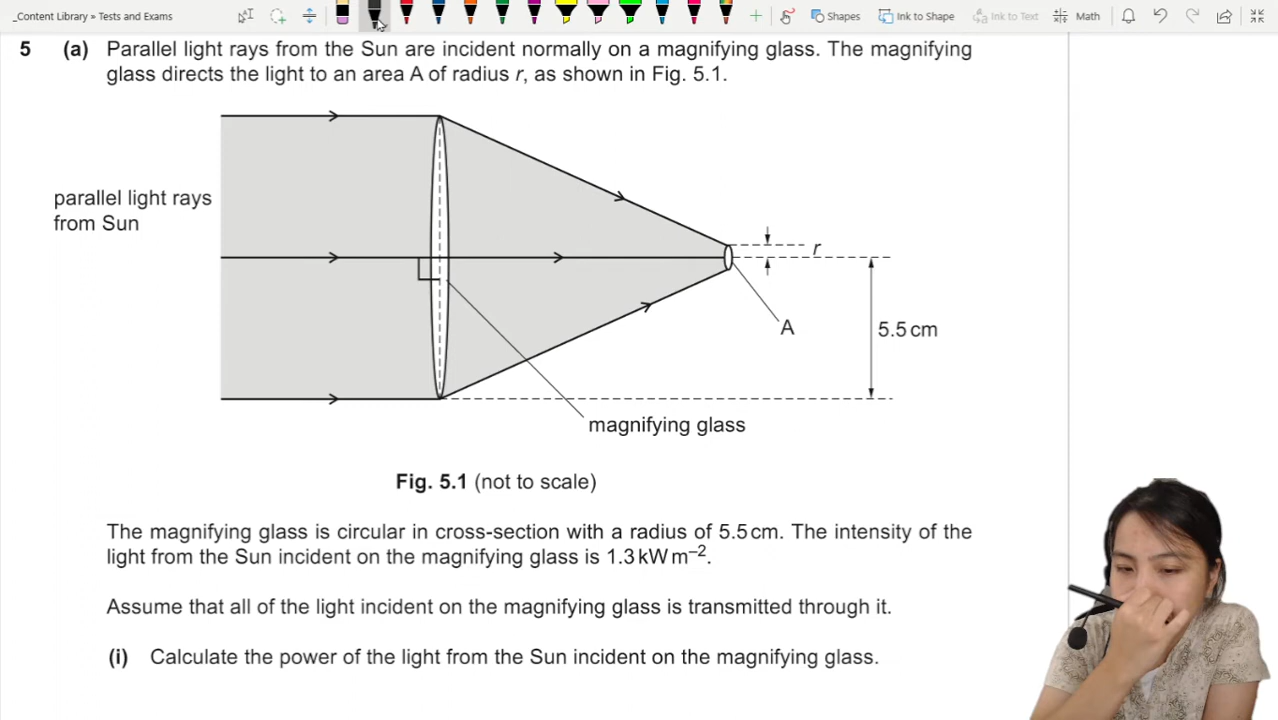 _Content Library » Tests and Exams
Shapes
Ink to Shape
Ink to Text
Math
5 (a) Parallel light rays from the Sun are incident normally on a magnifying glass. The magnifying
glass directs the light to an area A of radius r, as shown in Fig. 5.1.
parallel light rays
from Sun
r
A
5.5 cm
magnifying glass
Fig. 5.1 (not to scale)
The magnifying glass is circular in cross-section with a radius of 5.5 cm. The intensity of the
light from the Sun incident on the magnifying glass is 1.3 kW m⁻².
Assume that all of the light incident on the magnifying glass is transmitted through it.
(i) Calculate the power of the light from the Sun incident on the magnifying glass.